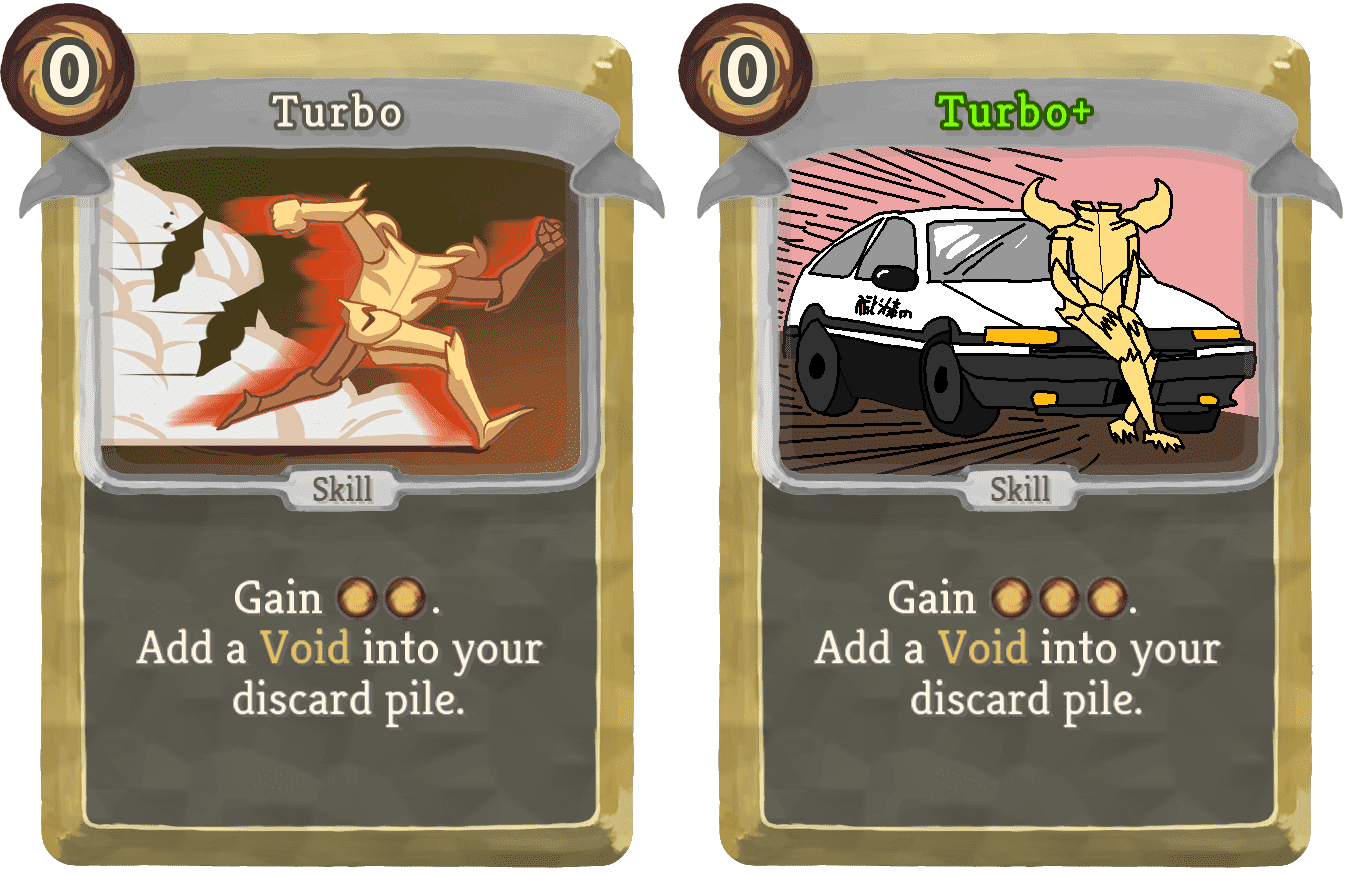 0
Turbo
Skill
Gain .
Add a Void into your
discard pile.
0
Turbo+
Skill
Gain .
Add a Void into your
discard pile.